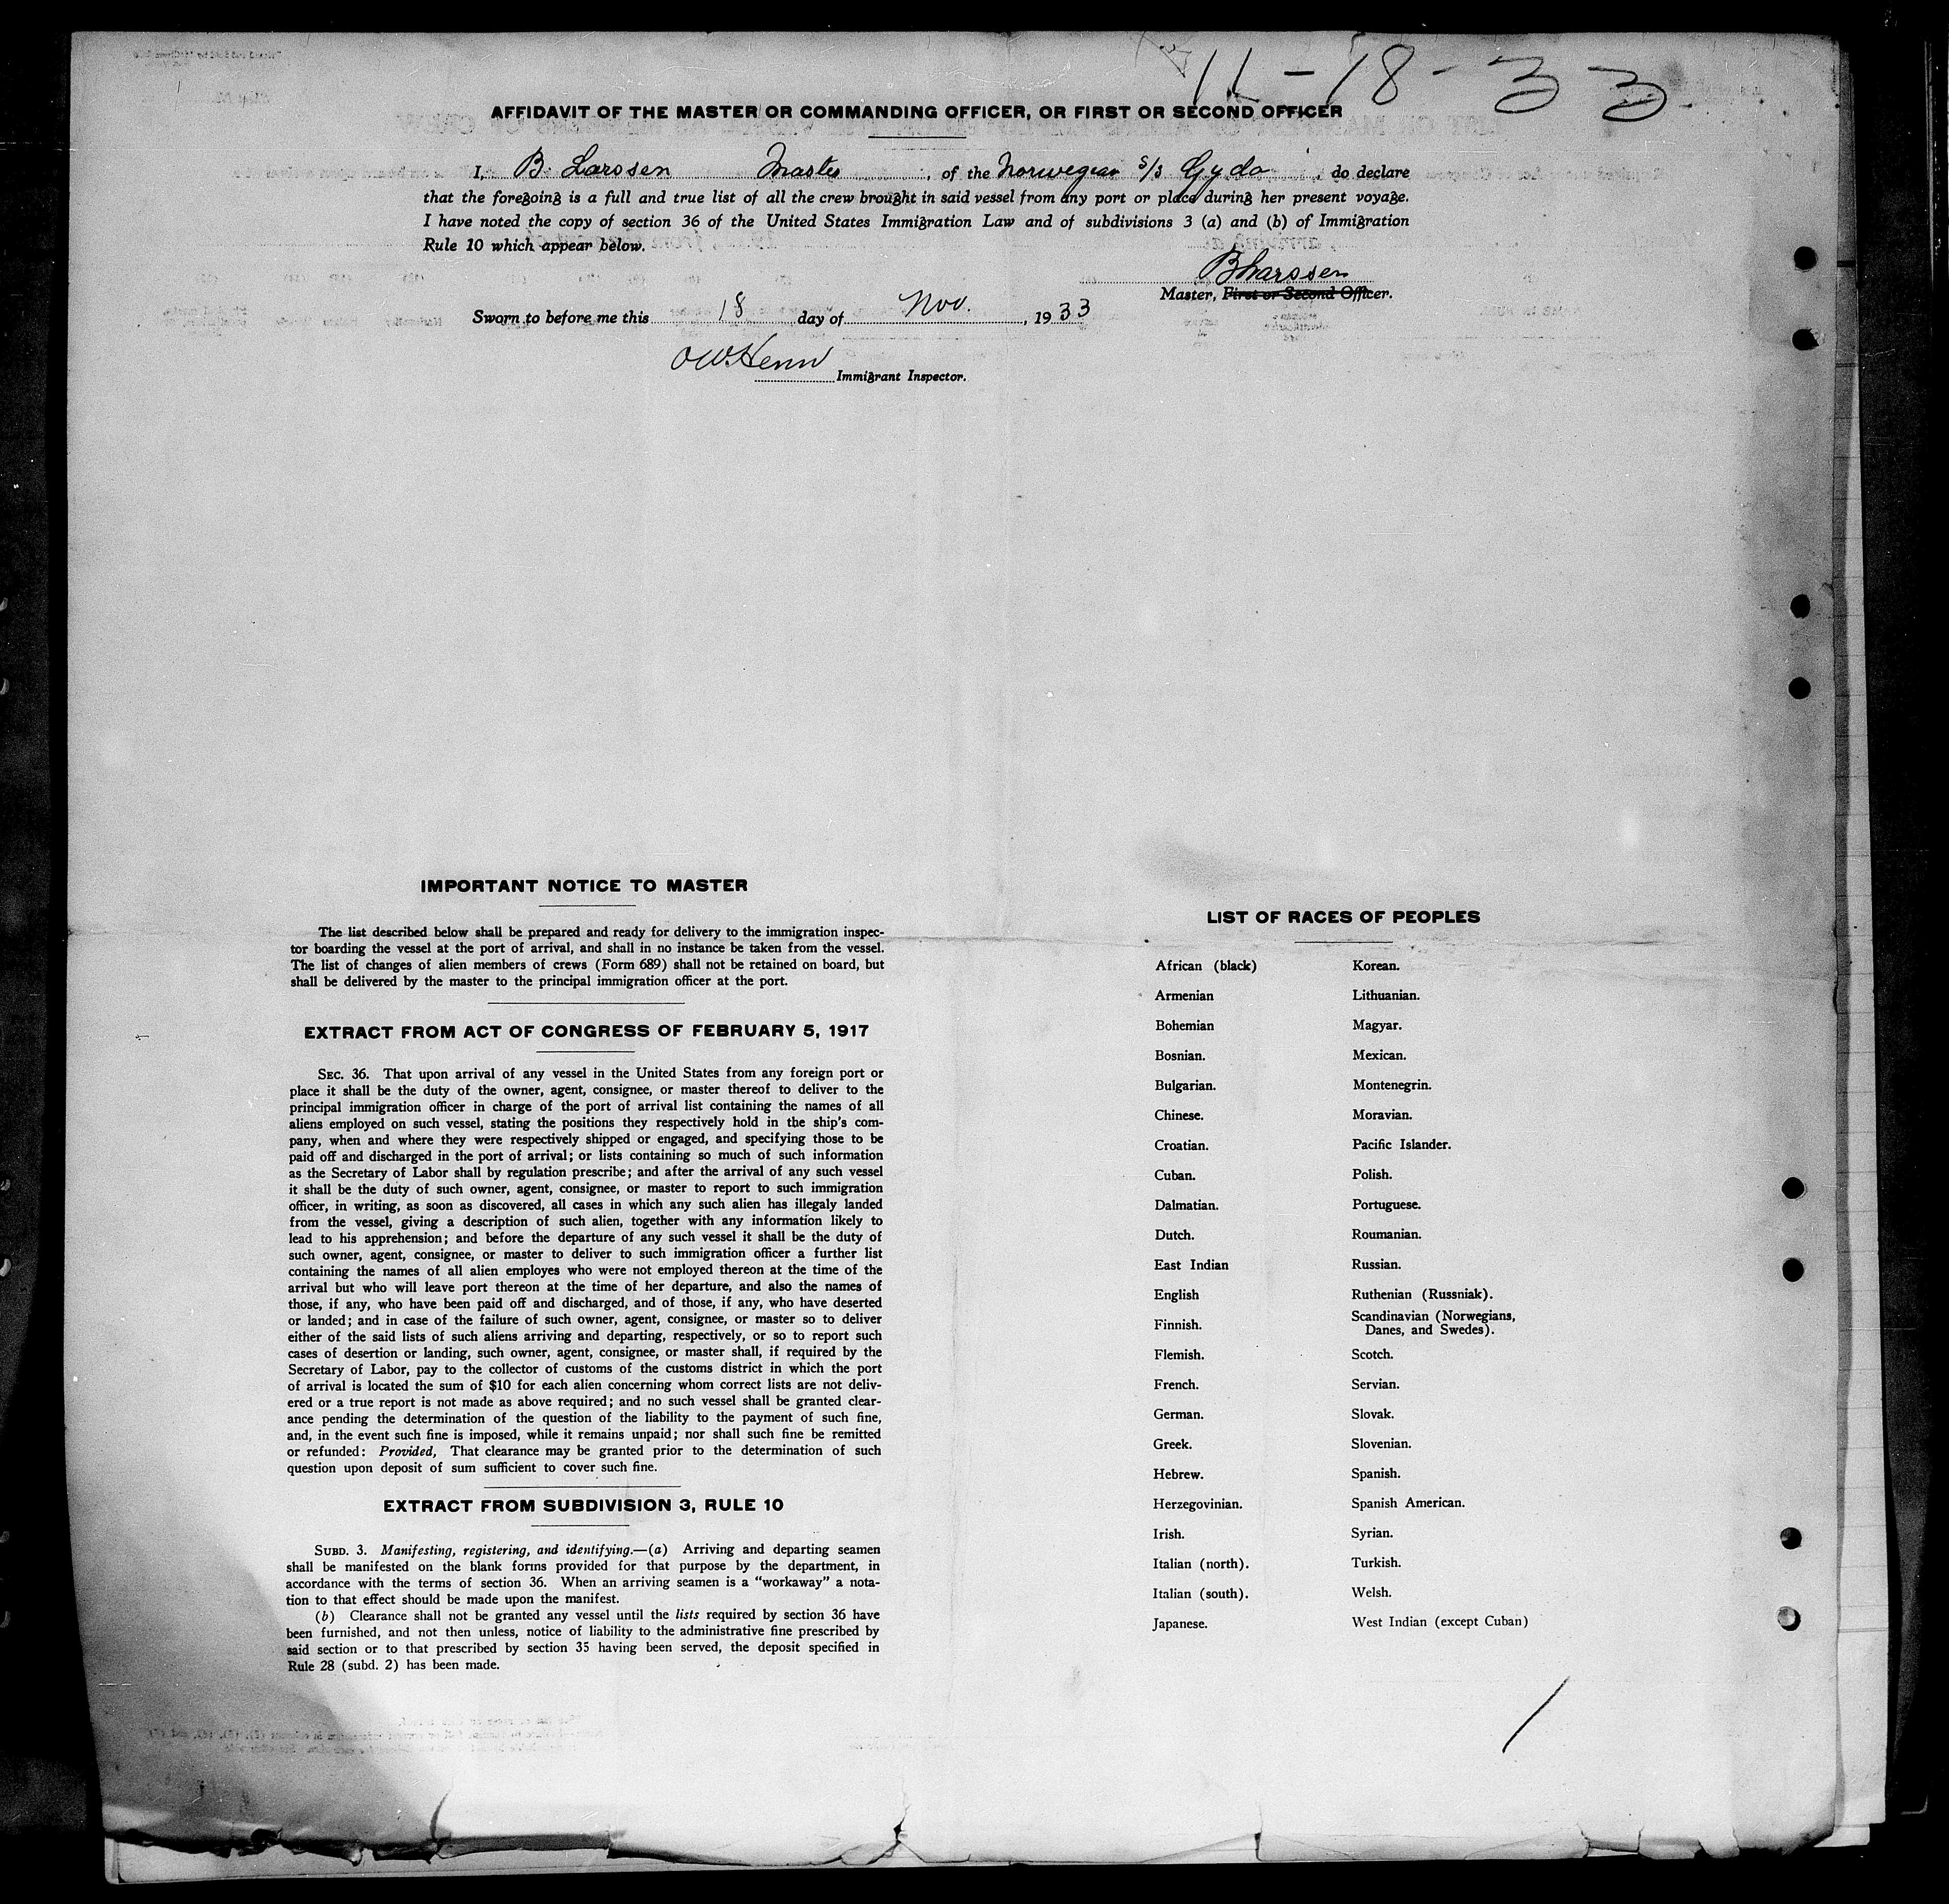 11-18-33
AFFIDAVIT OF THE MASTER OR COMMANDING OFFICER, OR FIRST OR SECOND OFFICER
I, B. Larssen Master, of the Norwegian s/s Gyda, do declare
that the foregoing is a full and true list of all the crew brought in said vessel from any port or place during her present voyage.
I have noted the copy of section 36 of the United States Immigration Law and of subdivisions 3 (a) and (b) of Immigration
Rule 10 which appear below.
B Larssen
Master, First or Second Officer.
Sworn to before me this 18 day of Nov., 1933
Immigrant Inspector.
IMPORTANT NOTICE TO MASTER
The list described below shall be prepared and ready for delivery to the immigration inspec-
tor boarding the vessel at the port of arrival, and shall in no instance be taken from the vessel.
The list of changes of alien members of crews (Form 689) shall not be retained on board, but
shall be delivered by the master to the principal immigration officer at the port.
EXTRACT FROM ACT OF CONGRESS OF FEBRUARY 5, 1917
SEC. 36. That upon arrival of any vessel in the United States from any foreign port or
place it shall be the duty of the owner, agent, consignee, or master thereof to deliver to the
principal immigration officer in charge of the port of arrival list containing the names of all
aliens employed on such vessel, stating the positions they respectively hold in the ship's com-
pany, when and where they were respectively shipped or engaged, and specifying those to be
paid off and discharged in the port of arrival; or lists containing so much of such information
as the Secretary of Labor shall by regulation prescribe; and after the arrival of any such vessel
it shall be the duty of such owner, agent, consignee, or master to report to such immigration
officer, in writing, as soon as discovered, all cases in which any such alien has illegaly landed
from the vessel, giving a description of such alien, together with any information likely to
lead to his apprehension; and before the departure of any such vessel it shall be the duty of
such owner, agent, consignee, or master to deliver to such immigration officer a further list
containing the names of all alien employes who were not employed thereon at the time of the
arrival but who will leave port thereon at the time of her departure, and also the names of
those, if any, who have been paid off and discharged, and of those, if any, who have deserted
or landed; and in case of the failure of such owner, agent, consignee, or master so to deliver
either of the said lists of such aliens arriving and departing, respectively, or so to report such
cases of desertion or landing, such owner, agent, consignee, or master shall, if required by the
Secretary of Labor, pay to the collector of customs of the customs district in which the port
of arrival is located the sum of $10 for each alien concerning whom correct lists are not deliv-
ered or a true report is not made as above required; and no such vessel shall be granted clear-
ance pending the determination of the question of the liability to the payment of such fine,
and, in the event such fine is imposed, while it remains unpaid; nor shall such fine be remitted
or refunded: Provided, That clearance may be granted prior to the determination of such
question upon deposit of sum sufficient to cover such fine.
EXTRACT FROM SUBDIVISION 3, RULE 10
SUBD. 3. Manifesting, registering, and identifying.—(a) Arriving and departing seamen
shall be manifested on the blank forms provided for that purpose by the department, in
accordance with the terms of section 36. When an arriving seamen is a "workaway" a nota-
tion to that effect should be made upon the manifest.
(b) Clearance shall not be granted any vessel until the lists required by section 36 have
been furnished, and not then unless, notice of liability to the administrative fine prescribed by
said section or to that prescribed by section 35 having been served, the deposit specified in
Rule 28 (subd. 2) has been made.
LIST OF RACES OF PEOPLES
African (black) Korean.
Armenian Lithuanian.
Bohemian Magyar.
Bosnian. Mexican.
Bulgarian. Montenegrin.
Chinese. Moravian.
Croatian. Pacific Islander.
Cuban. Polish.
Dalmatian. Portuguese.
Dutch. Roumanian.
East Indian Russian.
English Ruthenian (Russniak).
Finnish. Scandinavian (Norwegians,
Danes, and Swedes).
Flemish. Scotch.
French. Servian.
German. Slovak.
Greek. Slovenian.
Hebrew. Spanish.
Herzegovinian. Spanish American.
Irish. Syrian.
Italian (north). Turkish.
Italian (south). Welsh.
Japanese. West Indian (except Cuban)